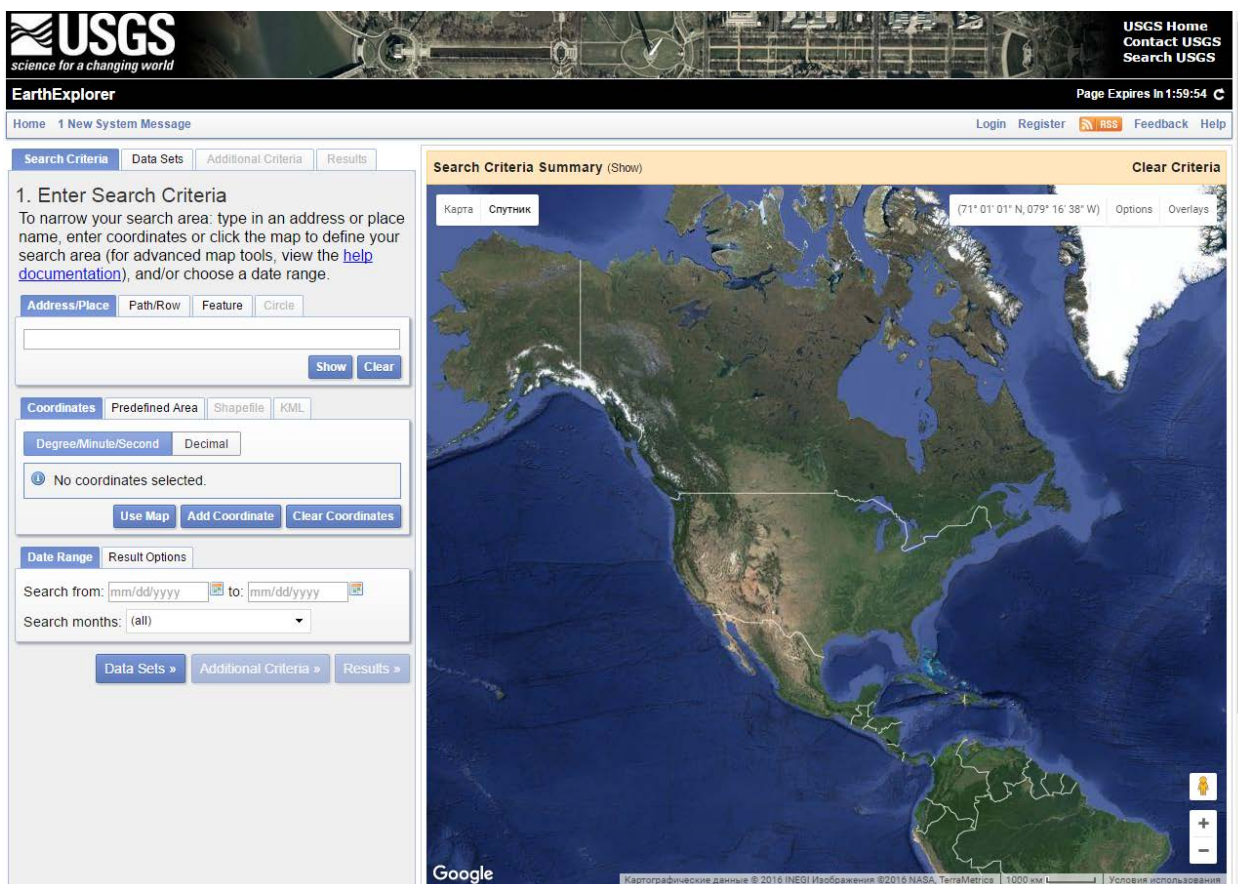 USGS
science for a changing world
USGS Home
Contact USGS
Search USGS
EarthExplorer
Page Expires In 1:59:54
Home 1 New System Message
Login Register RSS Feedback Help
Search Criteria Data Sets Additional Criteria Results
1. Enter Search Criteria
To narrow your search area: type in an address or place
name, enter coordinates or click the map to define your
search area (for advanced map tools, view the help
documentation), and/or choose a date range.
Address/Place Path/Row Feature Circle
Show Clear
Coordinates Predefined Area Shapefile KML
Degree/Minute/Second Decimal
No coordinates selected.
Use Map Add Coordinate Clear Coordinates
Date Range Result Options
Search from: mm/dd/yyyy to: mm/dd/yyyy
Search months: (all)
Data Sets » Additional Criteria » Results »
Search Criteria Summary (Show) Clear Criteria
Карта Спутник (71° 01' 01" N, 079° 16' 38" W) Options Overlays
+
−
Google
Картографические данные © 2016 INEGI Изображения ©2016 NASA, TerraMetrics 1000 км Условия использования